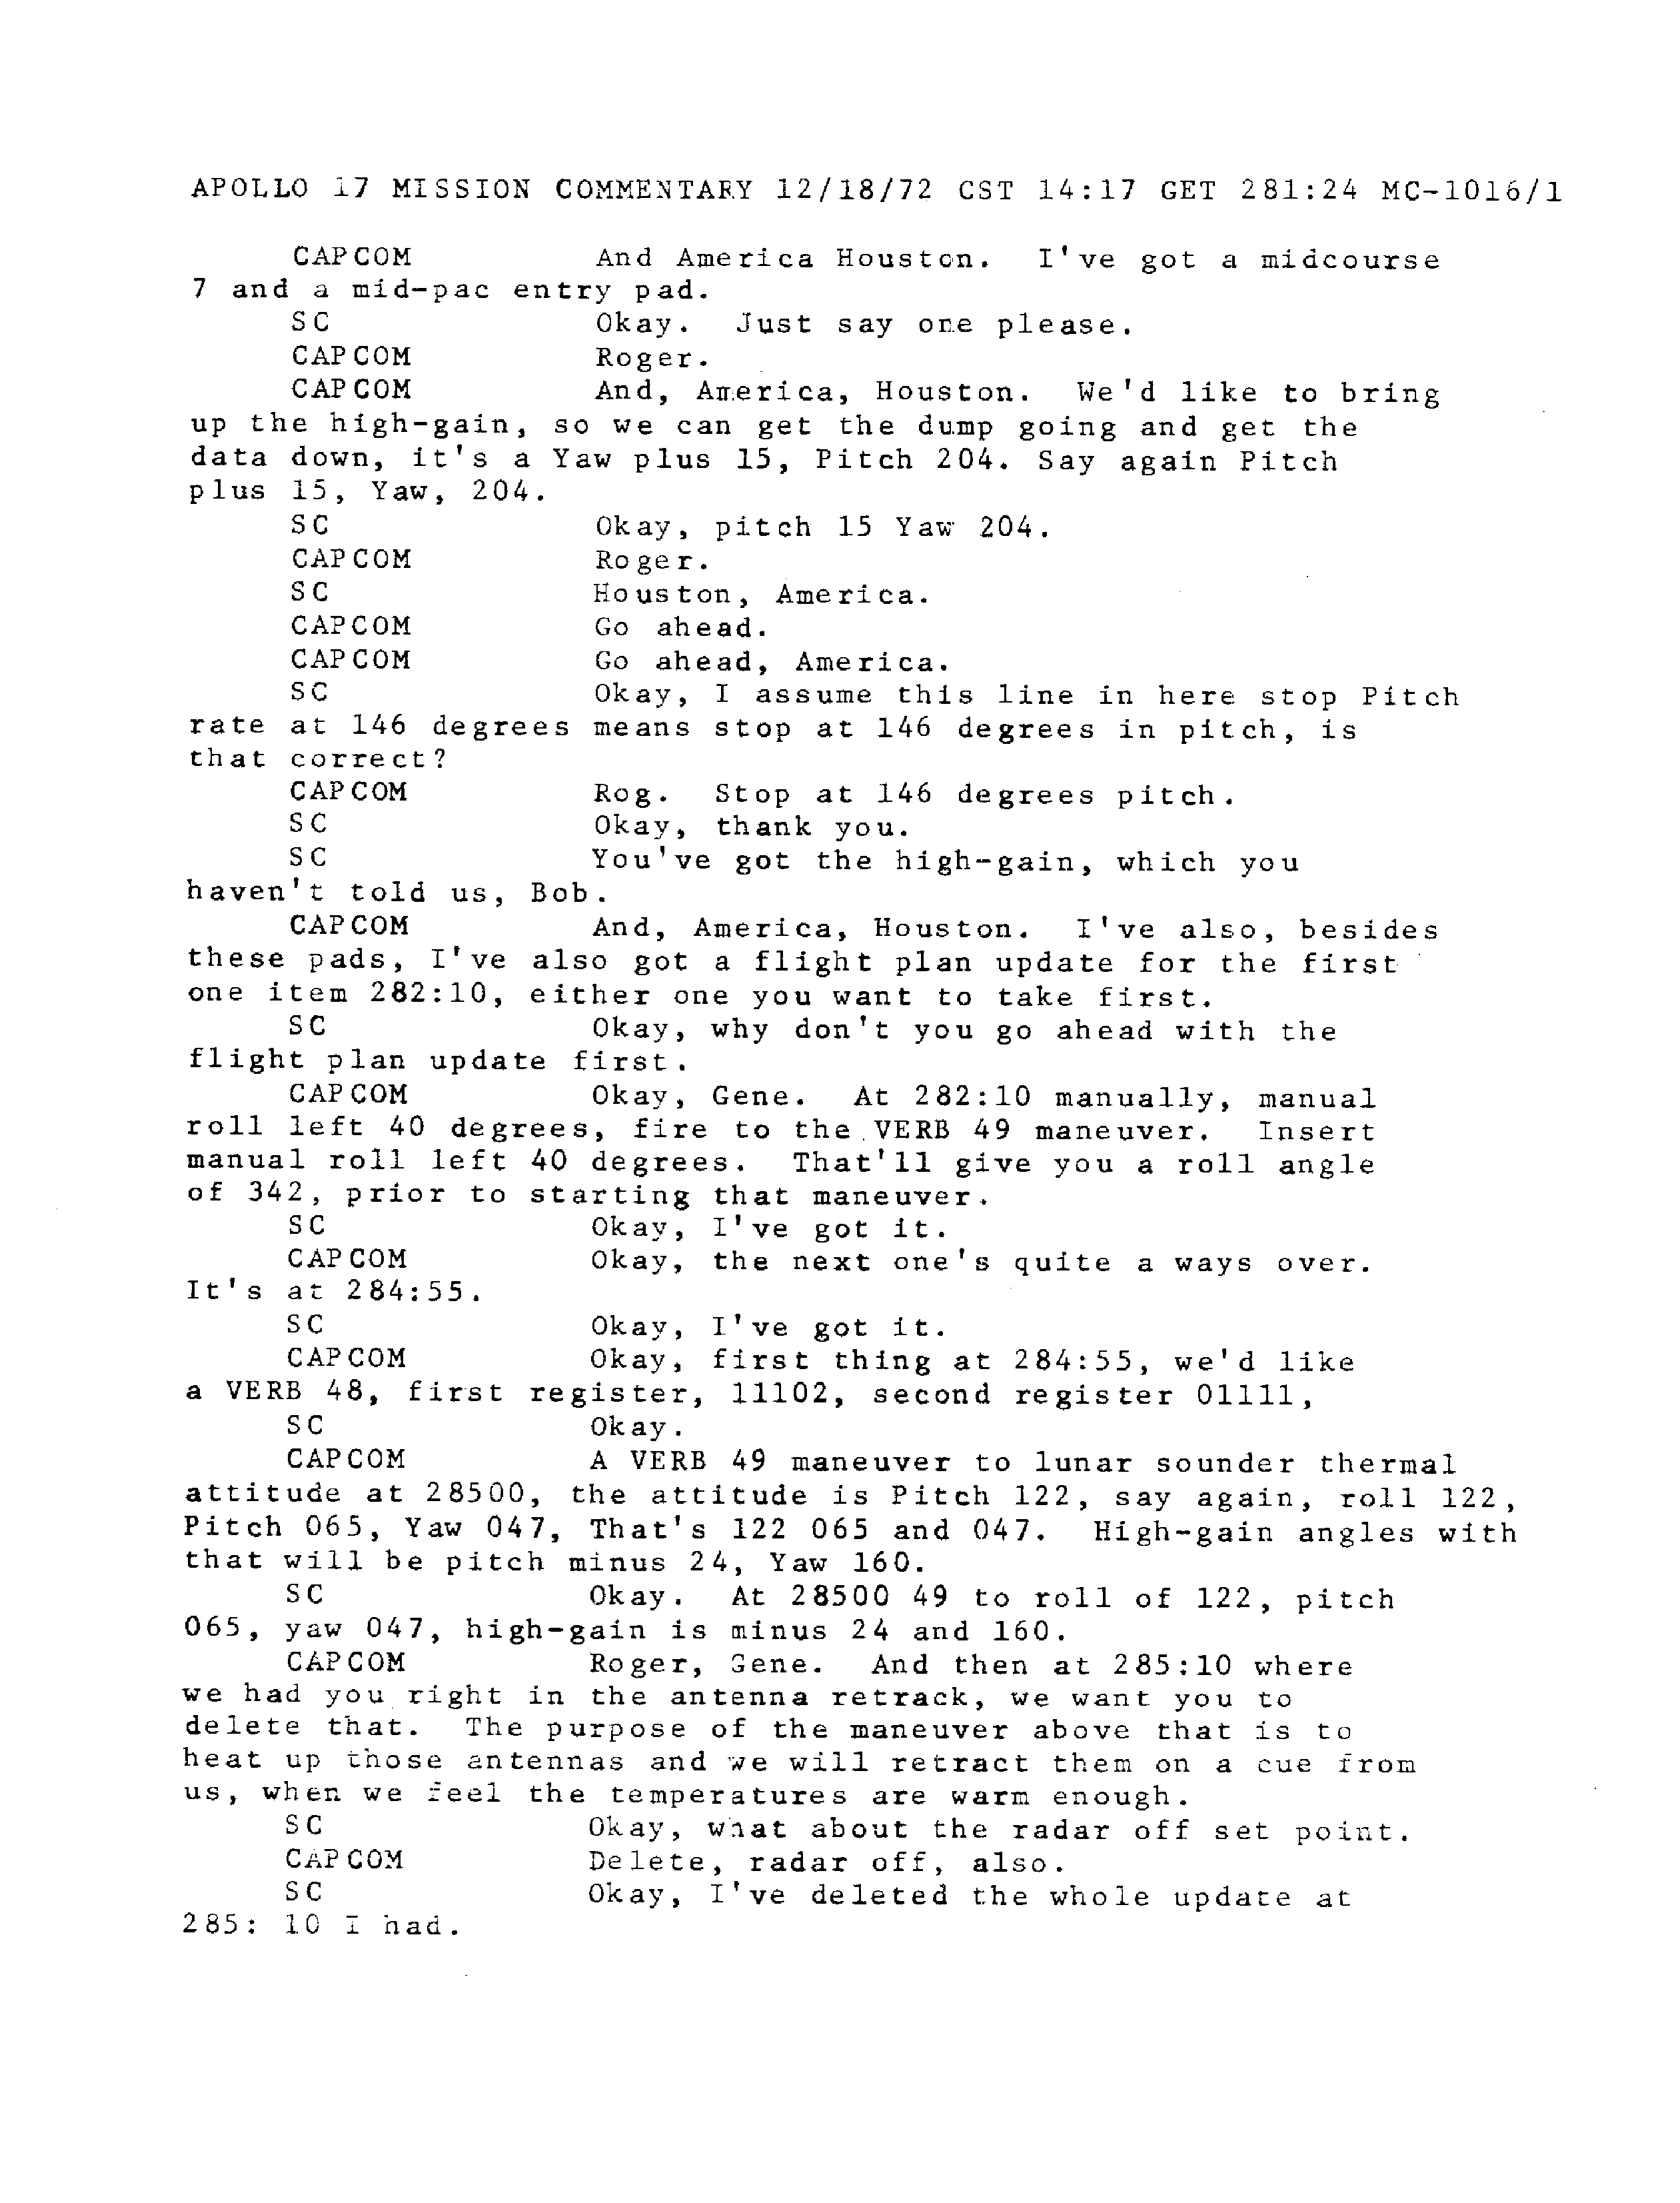 APOLLO 17 MISSION COMMENTARY 12/18/72 CST 14:17 GET 281:24 MC-1016/1
CAPCOM And America Houston. I've got a midcourse
7 and a mid-pac entry pad.
SC Okay. Just say one please.
CAPCOM Roger.
CAPCOM And, America, Houston. We'd like to bring
up the high-gain, so we can get the dump going and get the
data down, it's a Yaw plus 15, Pitch 204. Say again Pitch
plus 15, Yaw, 204.
SC Okay, pitch 15 Yaw 204.
CAPCOM Roger.
SC Houston, America.
CAPCOM Go ahead.
CAPCOM Go ahead, America.
SC Okay, I assume this line in here stop Pitch
rate at 146 degrees means stop at 146 degrees in pitch, is
that correct?
CAPCOM Rog. Stop at 146 degrees pitch.
SC Okay, thank you.
SC You've got the high-gain, which you
haven't told us, Bob.
CAPCOM And, America, Houston. I've also, besides
these pads, I've also got a flight plan update for the first
one item 282:10, either one you want to take first.
SC Okay, why don't you go ahead with the
flight plan update first.
CAPCOM Okay, Gene. At 282:10 manually, manual
roll left 40 degrees, fire to the VERB 49 maneuver. Insert
manual roll left 40 degrees. That'll give you a roll angle
of 342, prior to starting that maneuver.
SC Okay, I've got it.
CAPCOM Okay, the next one's quite a ways over.
It's at 284:55.
SC Okay, I've got it.
CAPCOM Okay, first thing at 284:55, we'd like
a VERB 48, first register, 11102, second register 01111,
SC Okay.
CAPCOM A VERB 49 maneuver to lunar sounder thermal
attitude at 28500, the attitude is Pitch 122, say again, roll 122,
Pitch 065, Yaw 047, That's 122 065 and 047. High-gain angles with
that will be pitch minus 24, Yaw 160.
SC Okay. At 28500 49 to roll of 122, pitch
065, yaw 047, high-gain is minus 24 and 160.
CAPCOM Roger, Gene. And then at 285:10 where
we had you right in the antenna retrack, we want you to
delete that. The purpose of the maneuver above that is to
heat up those antennas and we will retract them on a cue from
us, when we feel the temperatures are warm enough.
SC Okay, what about the radar off set point.
CAPCOM Delete, radar off, also.
SC Okay, I've deleted the whole update at
285: 10 I had.